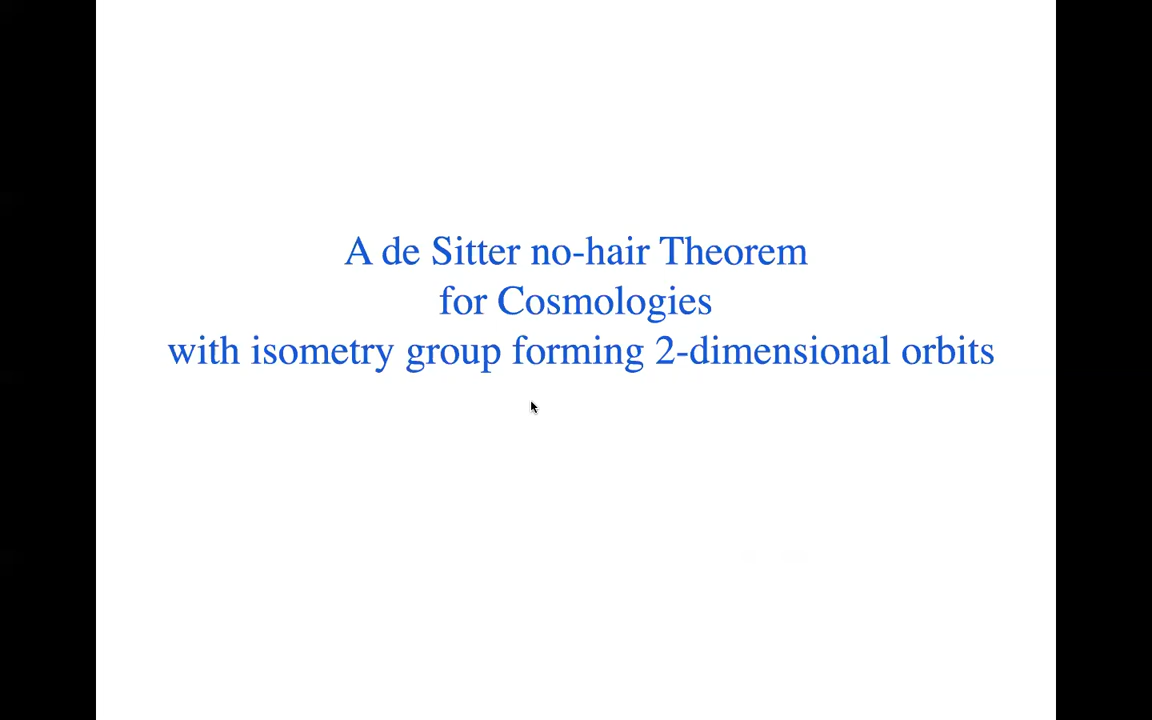 A de Sitter no-hair Theorem
for Cosmologies
with isometry group forming 2-dimensional orbits